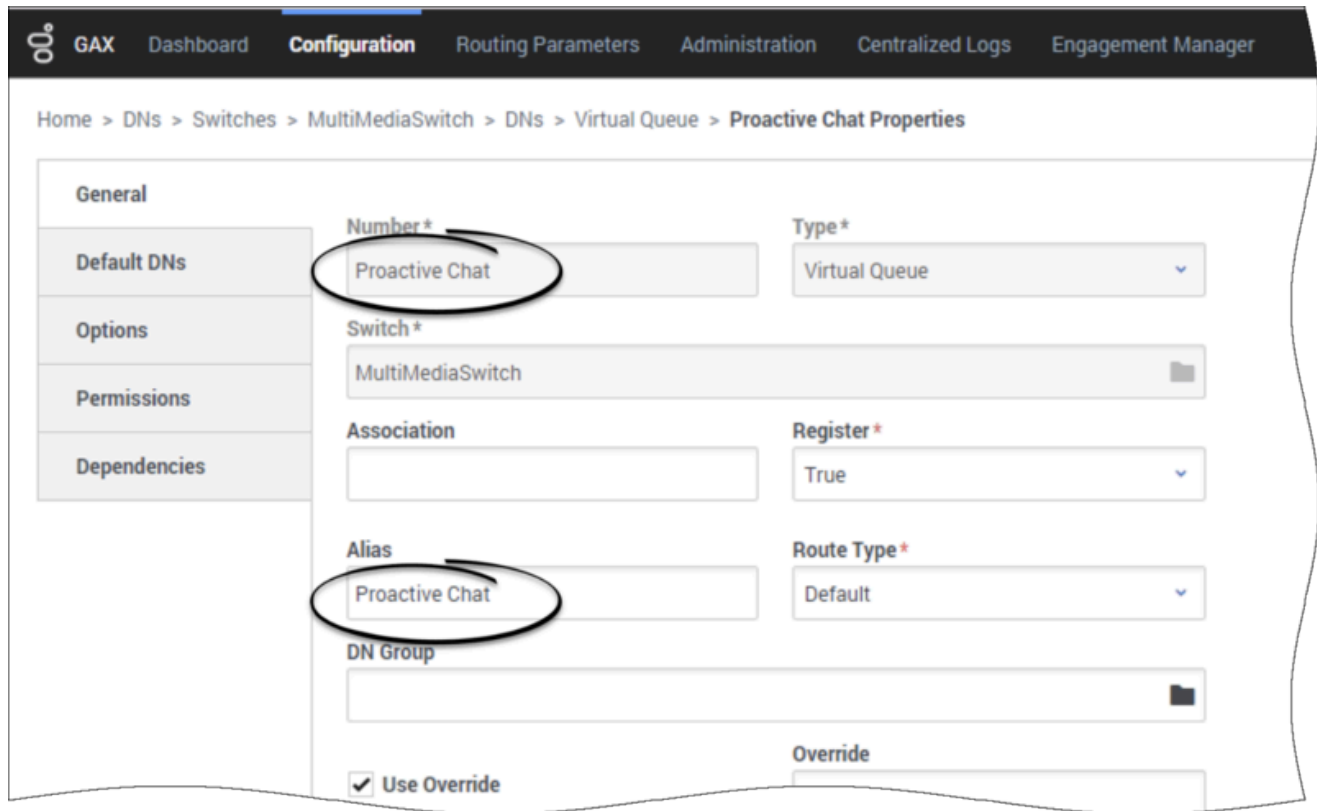 GAX Dashboard Configuration Routing Parameters Administration Centralized Logs Engagement Manager
Home > DNs > Switches > MultiMediaSwitch > DNs > Virtual Queue > Proactive Chat Properties
General
Default DNs
Options
Permissions
Dependencies
Number* Type*
Proactive Chat Virtual Queue
Switch*
MultiMediaSwitch
Association Register*
True
Alias Route Type*
Proactive Chat Default
DN Group
Override
Use Override